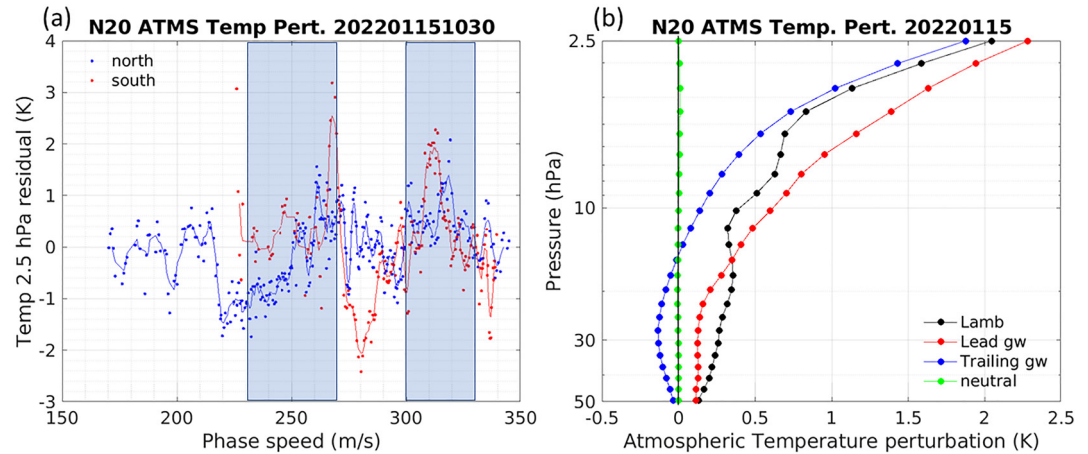 (a)
N20 ATMS Temp Pert. 202201151030
4
3
2
1
0
-1
-2
-3
Temp 2.5 hPa residual (K)
north
south
150
200
250
300
350
Phase speed (m/s)
(b)
N20 ATMS Temp. Pert. 20220115
2.5
10
30
50
Pressure (hPa)
Lamb
Lead gw
Trailing gw
neutral
-0.5
0
0.5
1
1.5
2
2.5
Atmospheric Temperature perturbation (K)